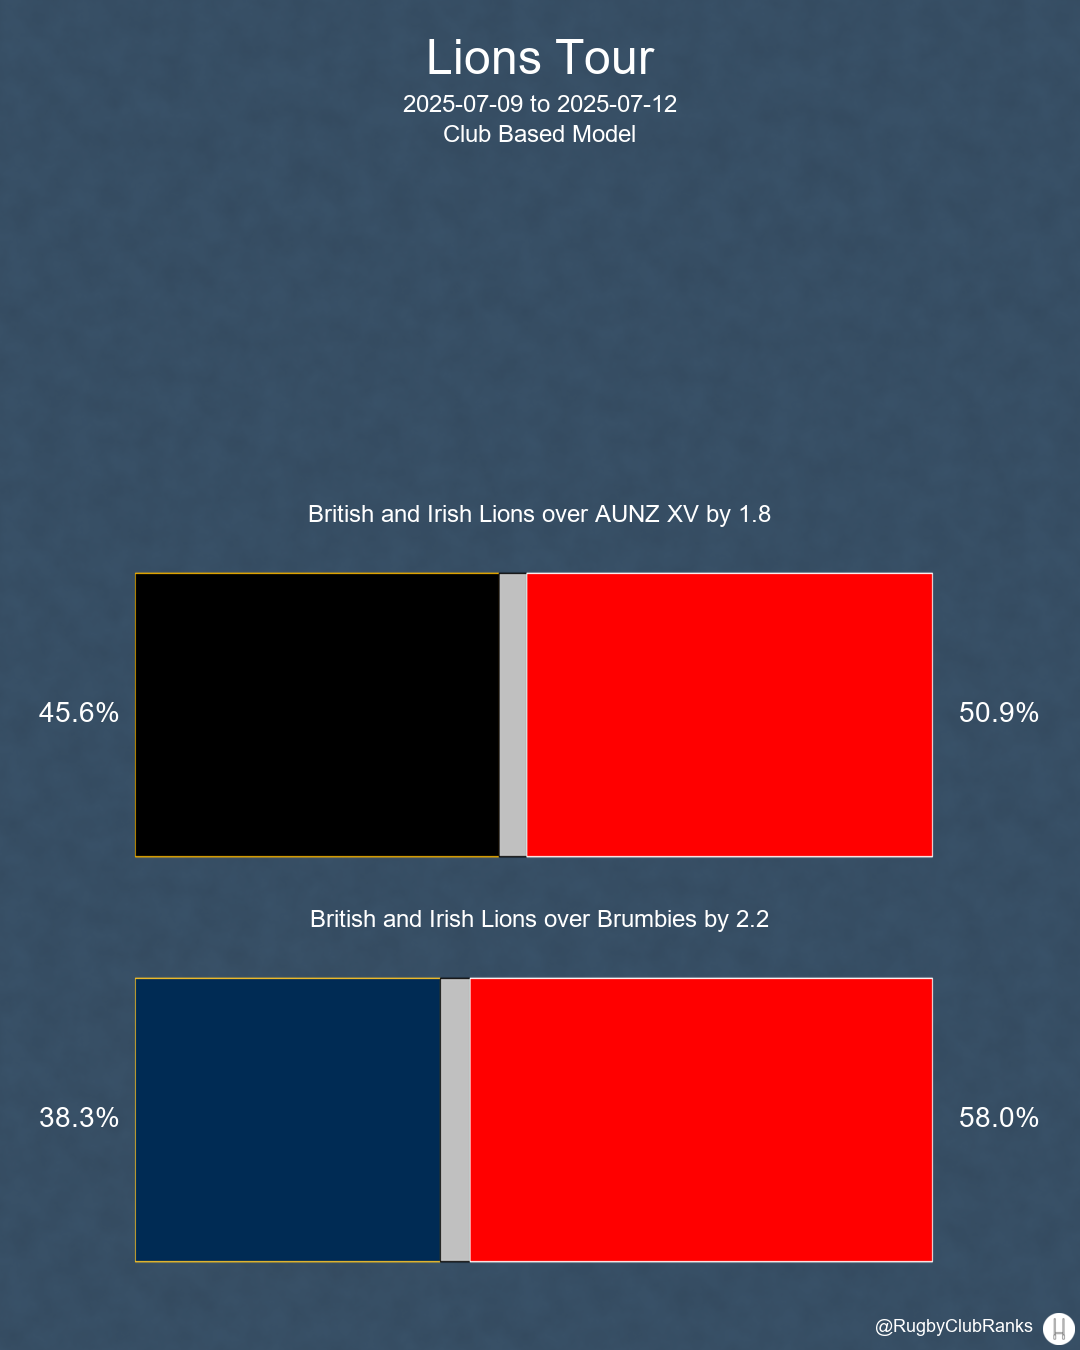 Lions Tour
2025-07-09 to 2025-07-12
Club Based Model
British and Irish Lions over AUNZ XV by 1.8
45.6%
50.9%
British and Irish Lions over Brumbies by 2.2
38.3%
58.0%
@RugbyClubRanks